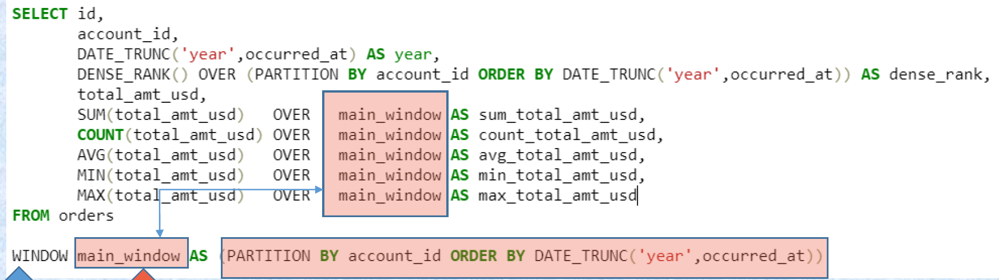 SELECT id,
account_id,
DATE_TRUNC('year',occurred_at) AS year,
DENSE_RANK() OVER (PARTITION BY account_id ORDER BY DATE_TRUNC('year',occurred_at)) AS dense_rank,
total_amt_usd,
SUM(total_amt_usd) OVER main_window AS sum_total_amt_usd,
COUNT(total_amt_usd) OVER main_window AS count_total_amt_usd,
AVG(total_amt_usd) OVER main_window AS avg_total_amt_usd,
MIN(total_amt_usd) OVER main_window AS min_total_amt_usd,
MAX(total_amt_usd) OVER main_window AS max_total_amt_usd
FROM orders
WINDOW main_window AS (PARTITION BY account_id ORDER BY DATE_TRUNC('year',occurred_at))